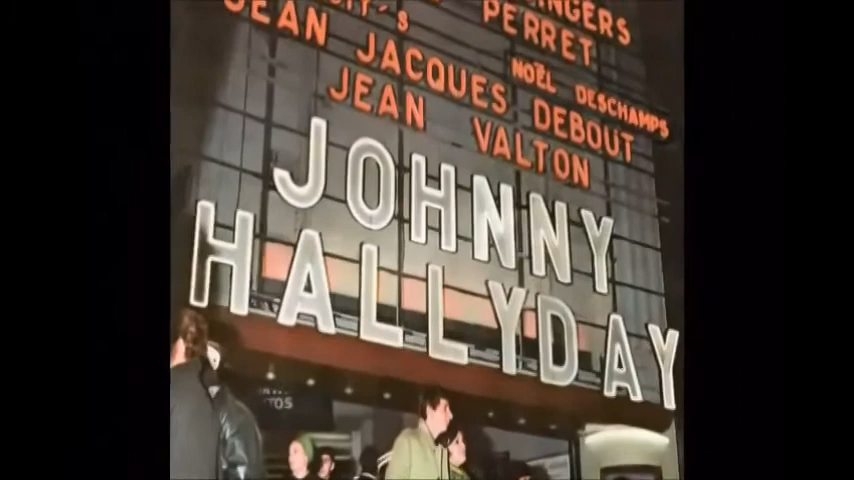 PERRET
JEAN JACQUES DEBOUT
NOËL DESCHAMPS
JEAN VALTON
JOHNNY
HALLYDAY